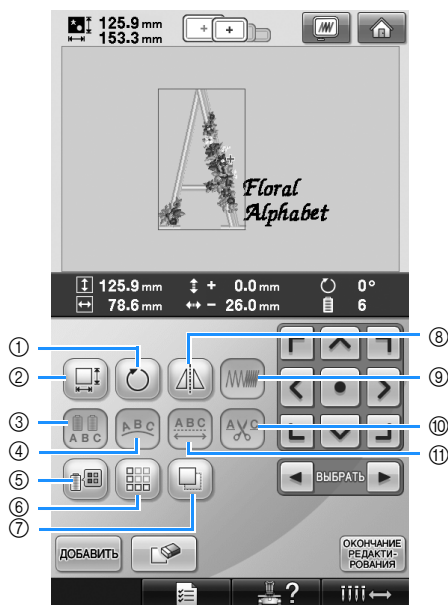 125.9 mm
153.3 mm
Floral
Alphabet
125.9 mm + 0.0 mm 0°
78.6 mm − 26.0 mm 6
① ⑧
② ⑨
③ A B C
④ A B C
A B C
A C ⑩
⑪
⑤
⑥
⑦
ВЫБРАТЬ
ДОБАВИТЬ
ОКОНЧАНИЕ
РЕДАКТИ-
РОВАНИЯ
?